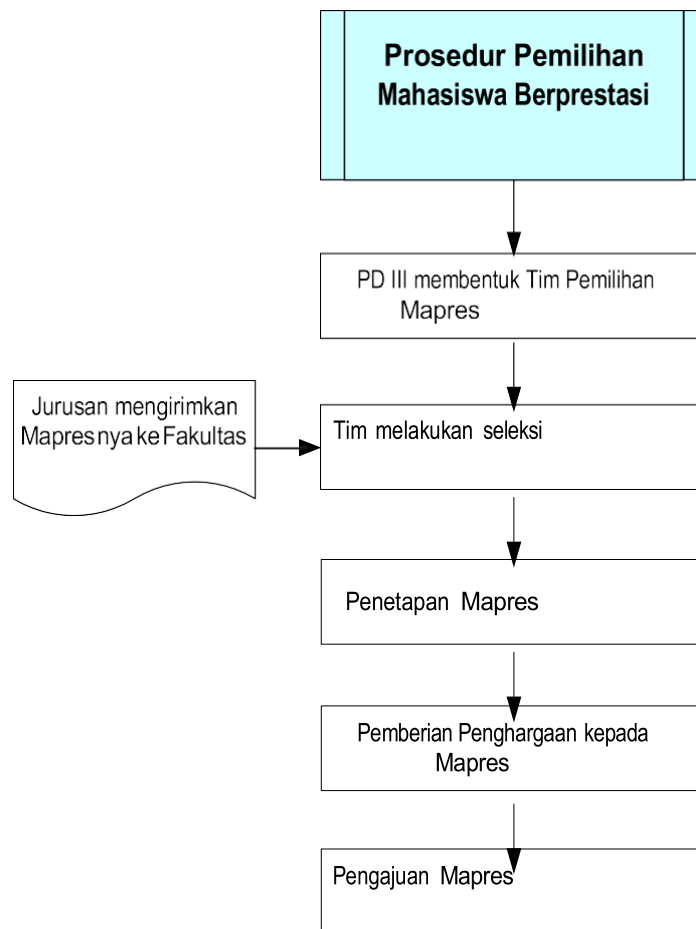 Prosedur Pemilihan
Mahasiswa Berprestasi
PD III membentuk Tim Pemilihan
Mapres
Jurusan mengirimkan
Mapresnya ke Fakultas
Tim melakukan seleksi
Penetapan Mapres
Pemberian Penghargaan kepada
Mapres
Pengajuan Mapres